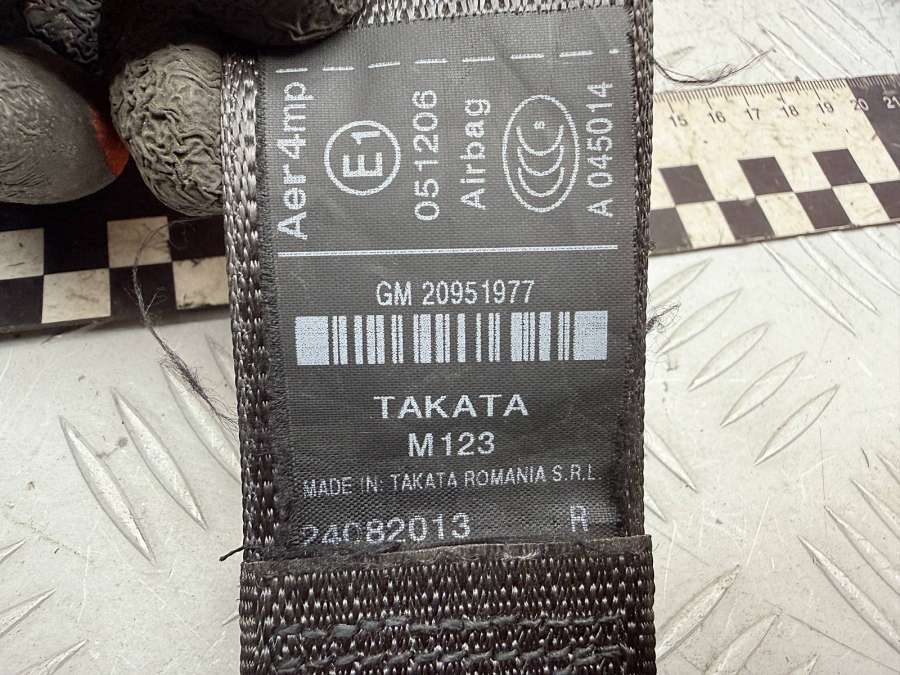 Aer4mp
E1
051206
Airbag
CCC S
A 045014
GM 20951977
TAKATA
M123
MADE IN: TAKATA ROMANIA S.R.L
24082013 R
15 16 17 18 19 20 21